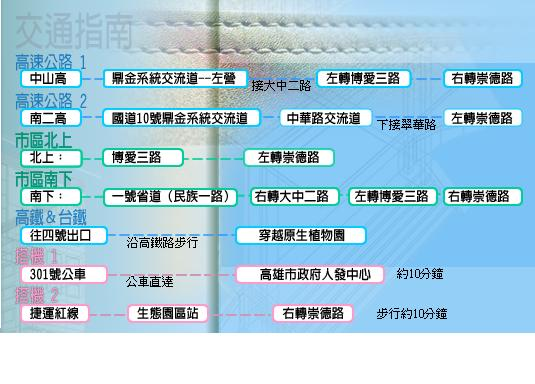 交通指南
高速公路 1
中山高 鼎金系統交流道--左營 接大中二路 左轉博愛三路 右轉崇德路
高速公路 2
南二高 國道10號鼎金系統交流道 中華路交流道 下接翠華路 左轉崇德路
市區北上
北上： 博愛三路 左轉崇德路
市區南下
南下： 一號省道（民族一路） 右轉大中二路 左轉博愛三路 右轉崇德路
高鐵＆台鐵
往四號出口 沿高鐵路步行 穿越原生植物園
搭機 1
301號公車 公車直達 高雄市政府人發中心 約10分鐘
搭機 2
捷運紅線 生態園區站 右轉崇德路 步行約10分鐘